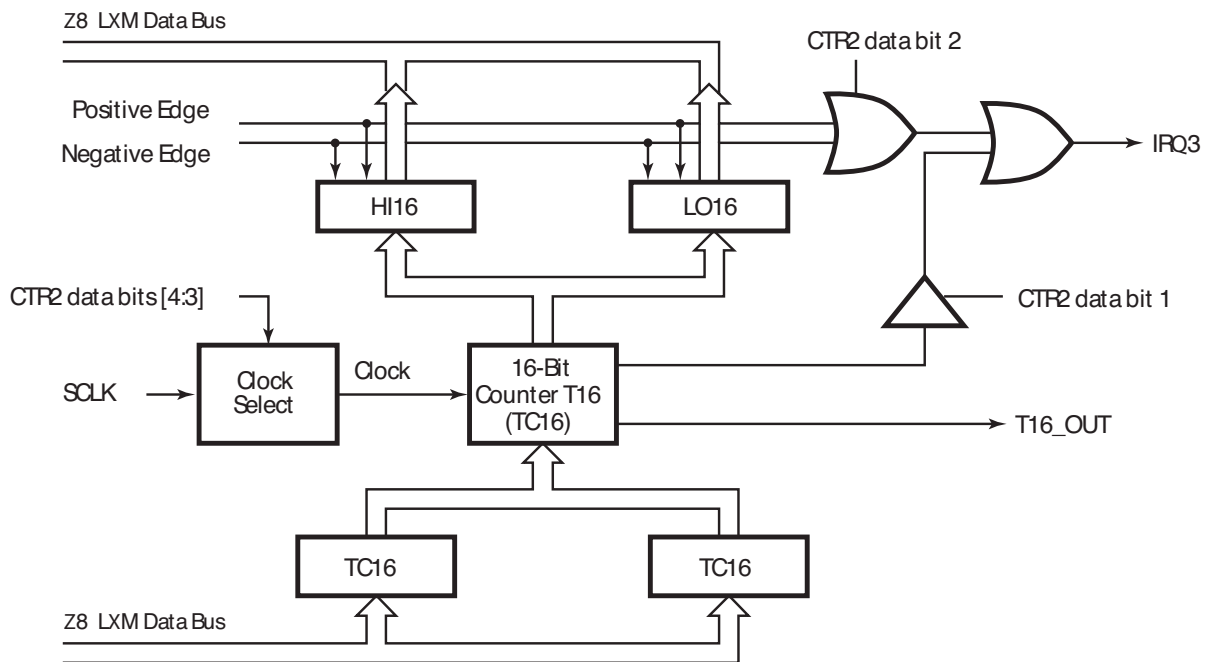 Z8 LXM Data Bus
CTR2 data bit 2
Positive Edge
Negative Edge
IRQ3
HI16
LO16
CTR2 data bits [4:3]
CTR2 data bit 1
SCLK
Clock
Select
Clock
16-Bit
Counter T16
(TC16)
T16_OUT
TC16
TC16
Z8 LXM Data Bus